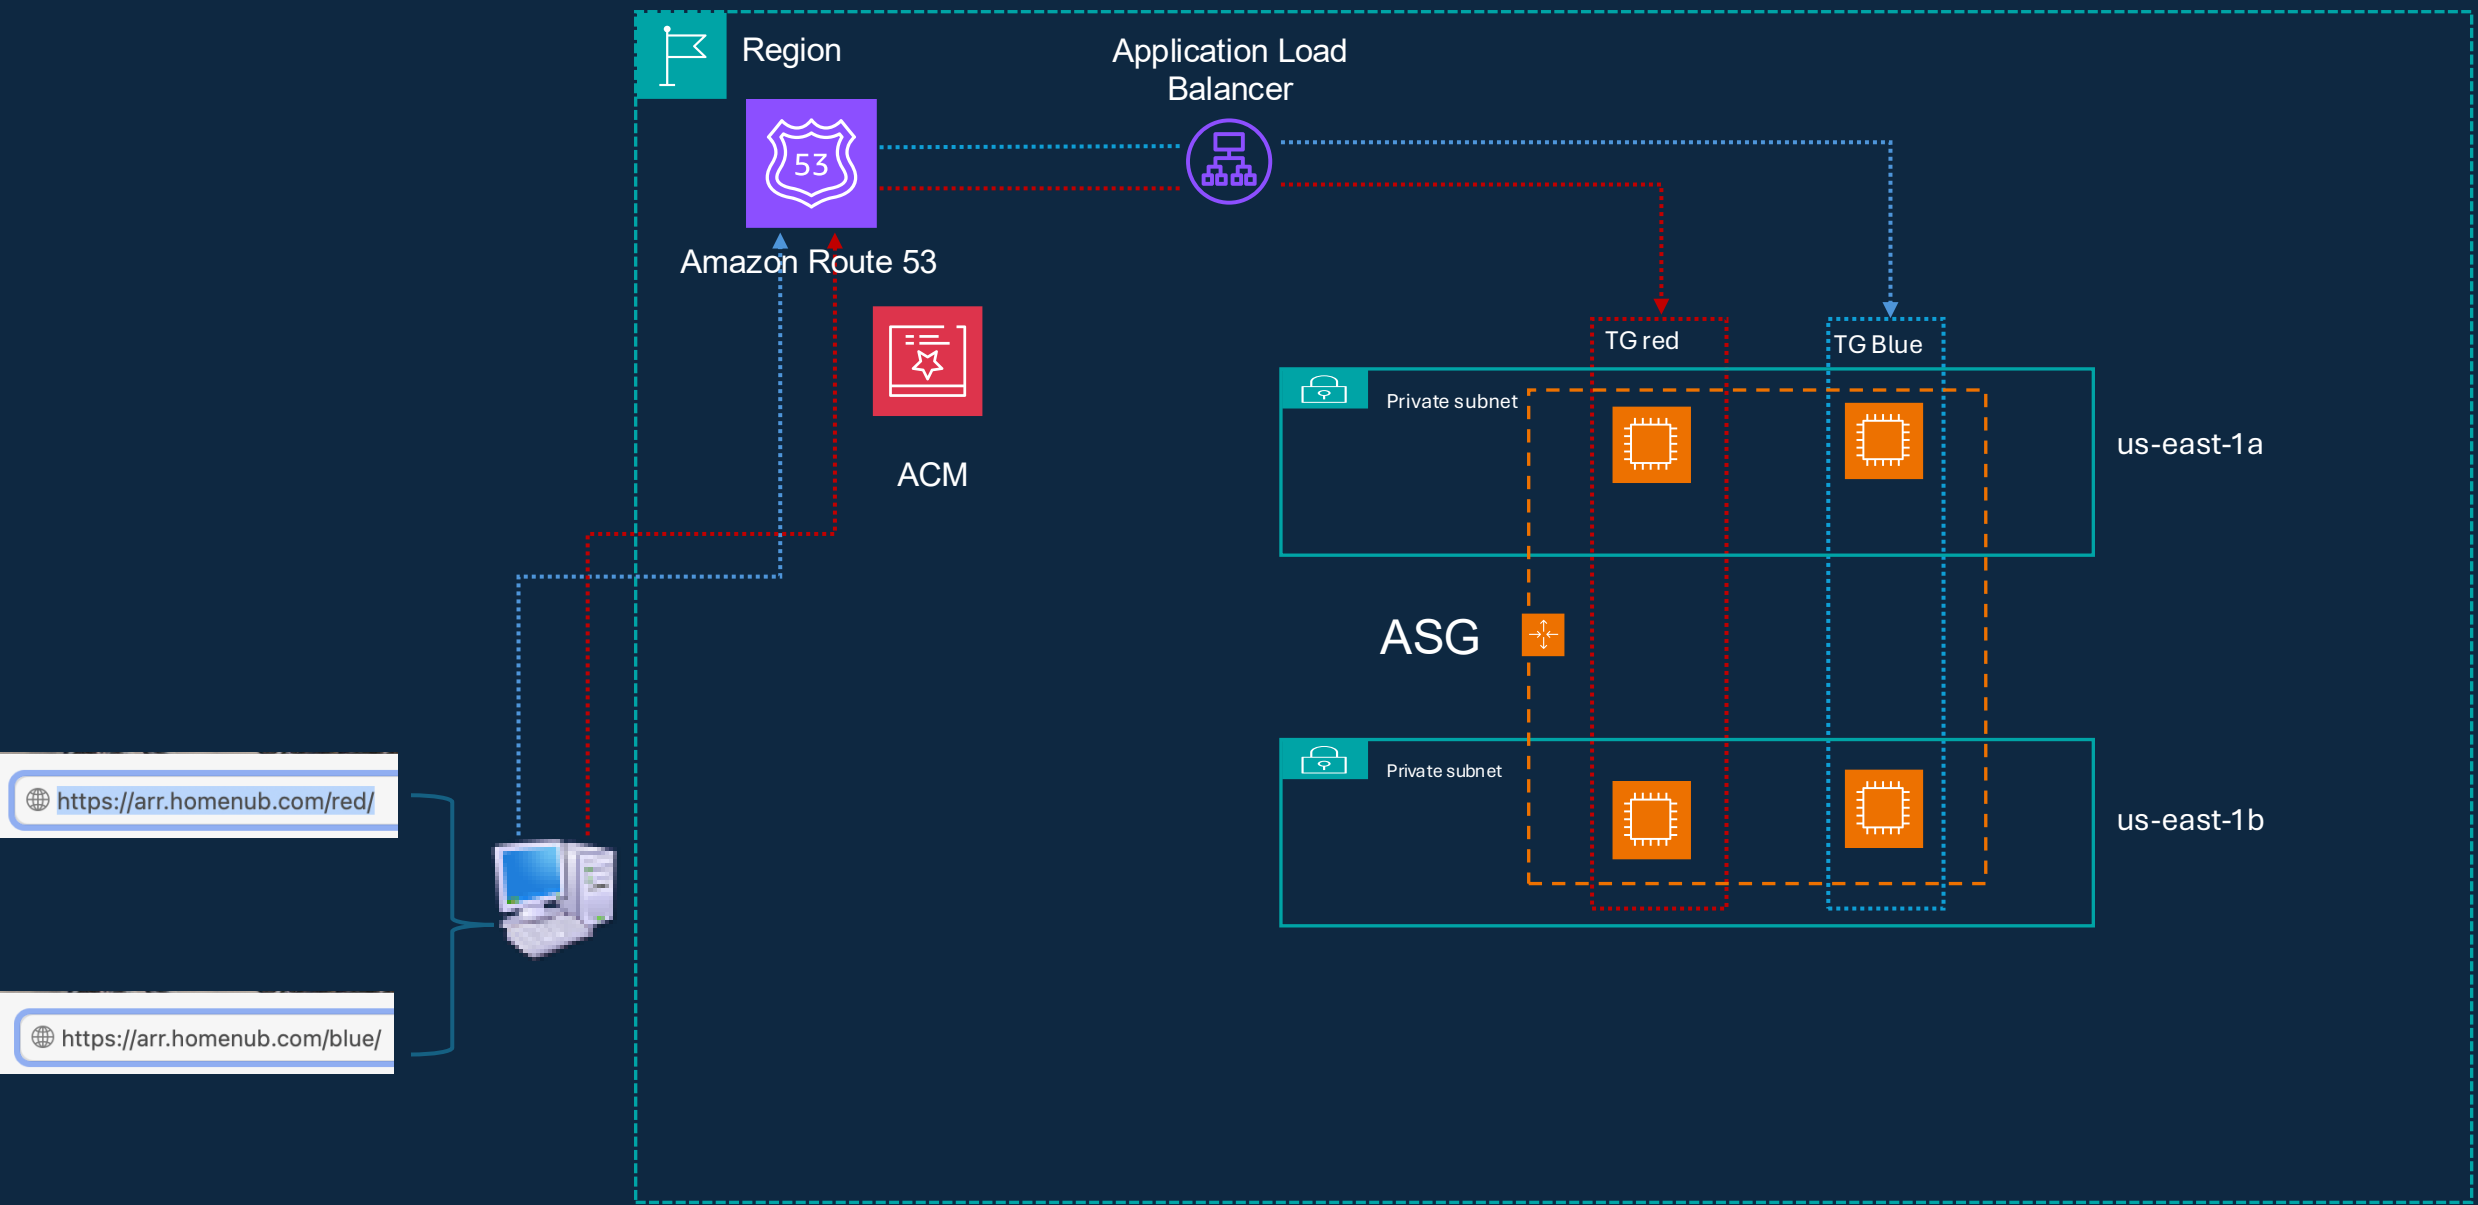 Region
Application Load
Balancer
53
Amazon Route 53
ACM
TG red
TG Blue
Private subnet
us-east-1a
ASG
Private subnet
us-east-1b
https://arr.homenub.com/red/
https://arr.homenub.com/blue/